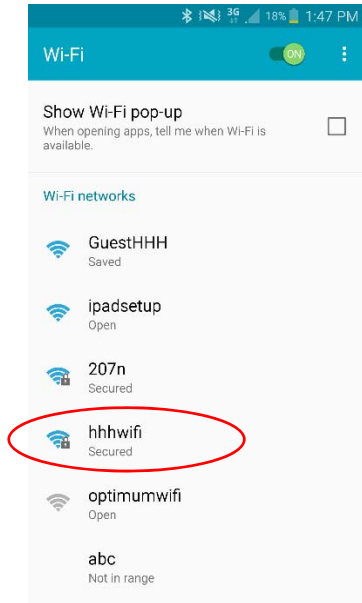 3G 18% 1:47 PM
Wi-Fi ON
Show Wi-Fi pop-up
When opening apps, tell me when Wi-Fi is
available.
Wi-Fi networks
GuestHHH
Saved
ipadsetup
Open
207n
Secured
hhhwifi
Secured
optimumwifi
Open
abc
Not in range